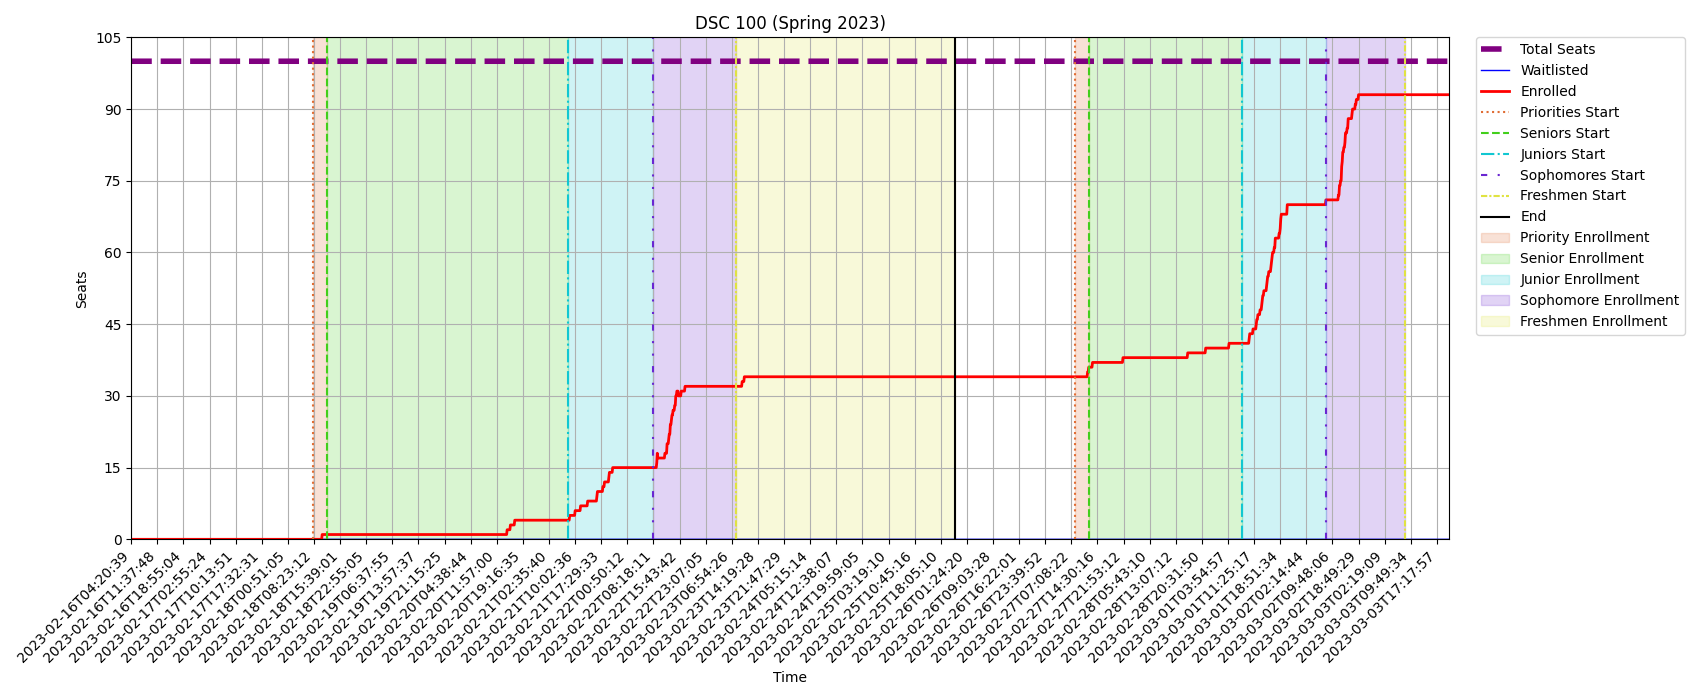 DSC 100 (Spring 2023)
105
90
75
60
45
30
15
0
Seats
2023-02-16T04:20:39
2023-02-16T11:37:48
2023-02-16T18:55:04
2023-02-17T02:55:24
2023-02-17T10:13:51
2023-02-17T17:32:31
2023-02-18T00:51:05
2023-02-18T08:23:12
2023-02-18T15:39:01
2023-02-18T22:55:05
2023-02-19T06:37:55
2023-02-19T13:57:37
2023-02-19T21:15:25
2023-02-20T04:38:44
2023-02-20T11:57:00
2023-02-20T19:16:35
2023-02-21T02:35:40
2023-02-21T10:02:36
2023-02-21T17:29:33
2023-02-22T00:50:12
2023-02-22T08:18:11
2023-02-22T15:43:42
2023-02-22T23:07:05
2023-02-23T06:54:26
2023-02-23T14:19:28
2023-02-23T21:47:29
2023-02-24T05:15:14
2023-02-24T12:38:07
2023-02-24T19:59:05
2023-02-25T03:19:10
2023-02-25T10:45:16
2023-02-25T18:05:10
2023-02-26T01:24:20
2023-02-26T09:03:28
2023-02-26T16:22:01
2023-02-26T23:39:52
2023-02-27T07:08:22
2023-02-27T14:30:16
2023-02-27T21:53:12
2023-02-28T05:43:10
2023-02-28T13:07:12
2023-02-28T20:31:50
2023-03-01T03:54:57
2023-03-01T11:25:17
2023-03-01T18:51:34
2023-03-02T02:14:44
2023-03-02T09:48:06
2023-03-02T18:49:29
2023-03-03T02:19:09
2023-03-03T09:49:34
2023-03-03T17:17:57
Time
Total Seats
Waitlisted
Enrolled
Priorities Start
Seniors Start
Juniors Start
Sophomores Start
Freshmen Start
End
Priority Enrollment
Senior Enrollment
Junior Enrollment
Sophomore Enrollment
Freshmen Enrollment